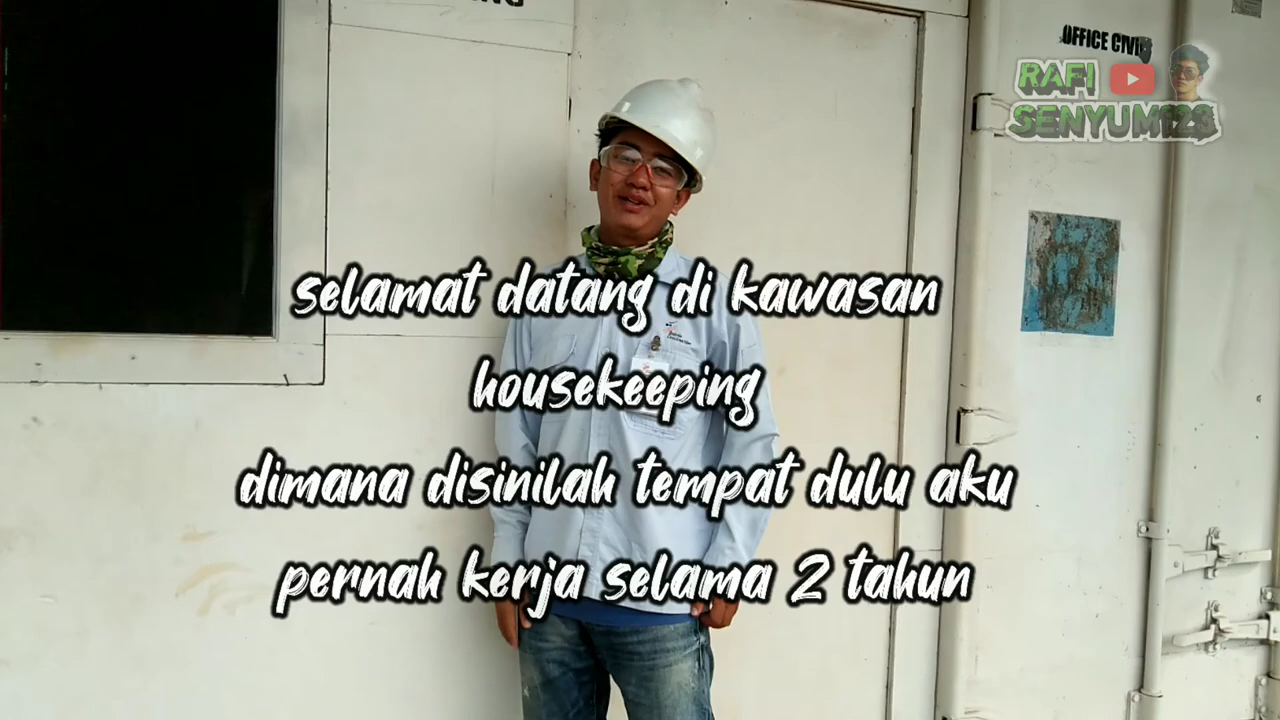 OFFICE CIVIL
RAFI
SENYUM123
selamat datang di kawasan
housekeeping
dimana disinilah tempat dulu aku
pernah kerja selama 2 tahun